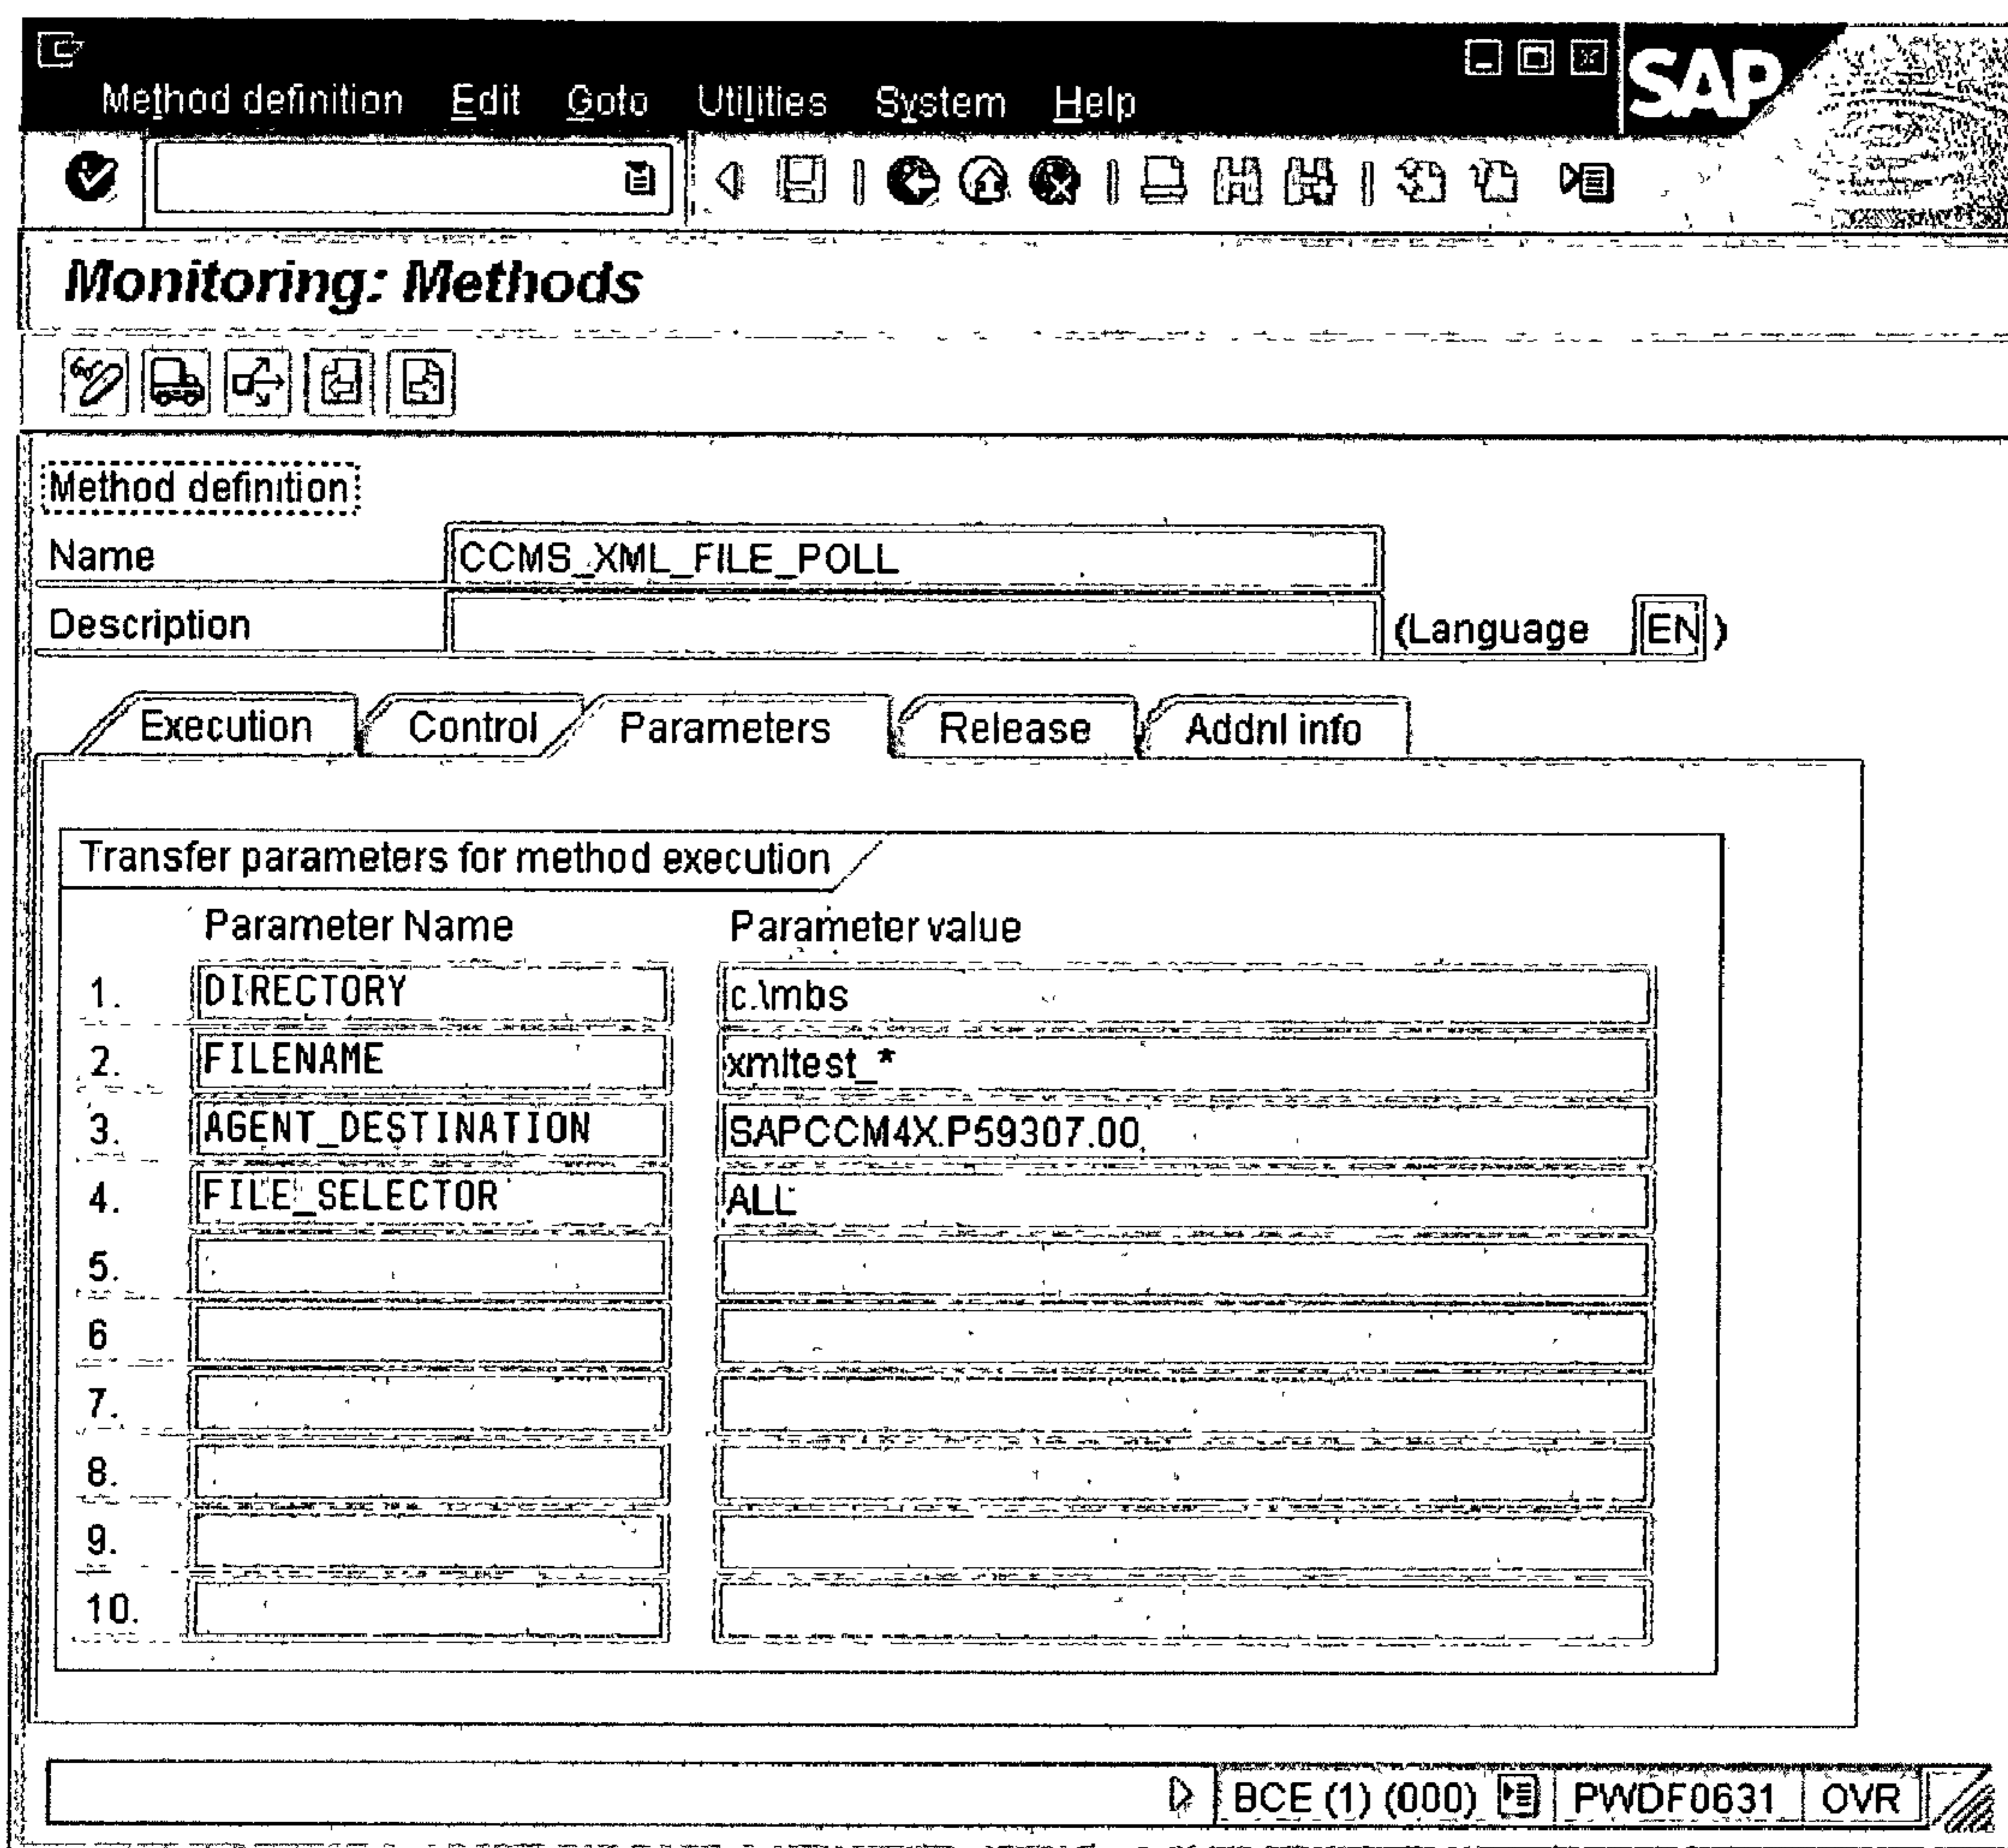 SAP
Method definition Edit Goto Utilities System Help
Monitoring: Methods
Method definition
Name CCMS_XML_FILE_POLL
Description (Language EN)
Execution Control Parameters Release Addnl info
Transfer parameters for method execution
Parameter Name Parameter value
1. DIRECTORY c.\mbs
2. FILENAME xmltest_*
3. AGENT_DESTINATION SAPCCM4X.P59307.00
4. FILE_SELECTOR ALL
5.
6
7.
8.
9.
10.
BCE (1) (000) PWDF0631 OVR